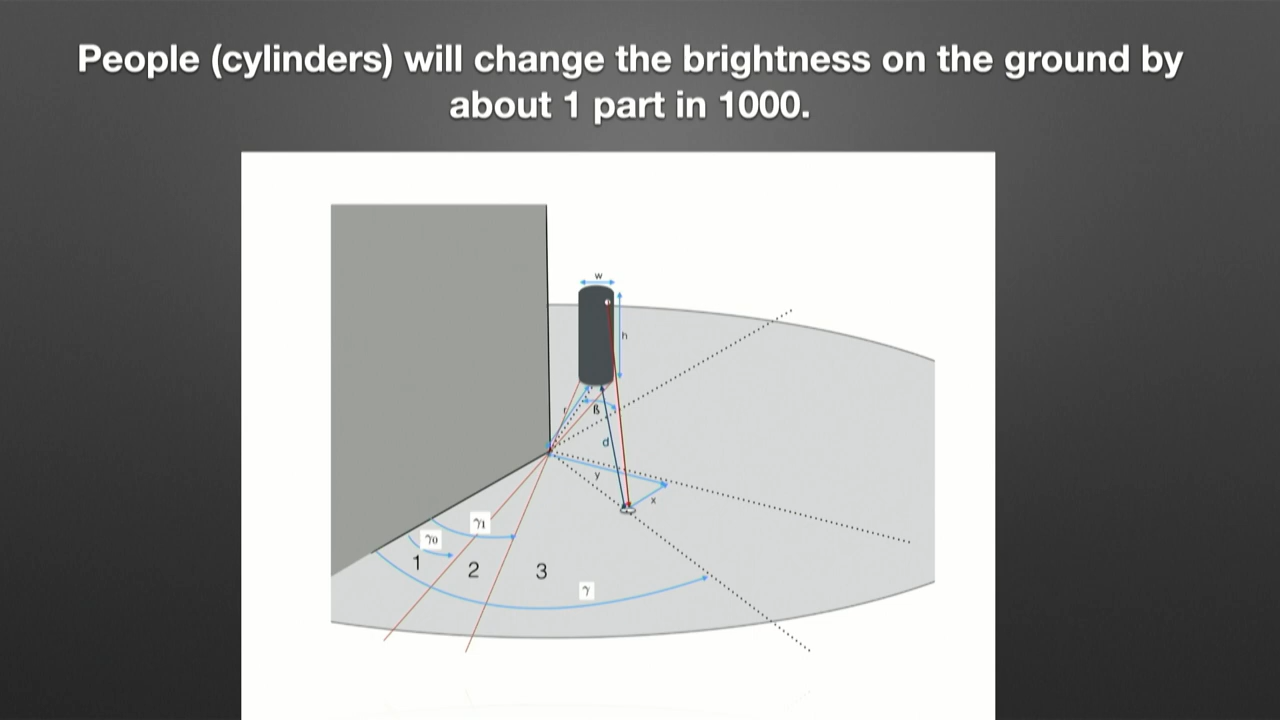 People (cylinders) will change the brightness on the ground by
about 1 part in 1000.
w
h
r
ß
d
y
x
γ1
γ0
1
2
3
γ